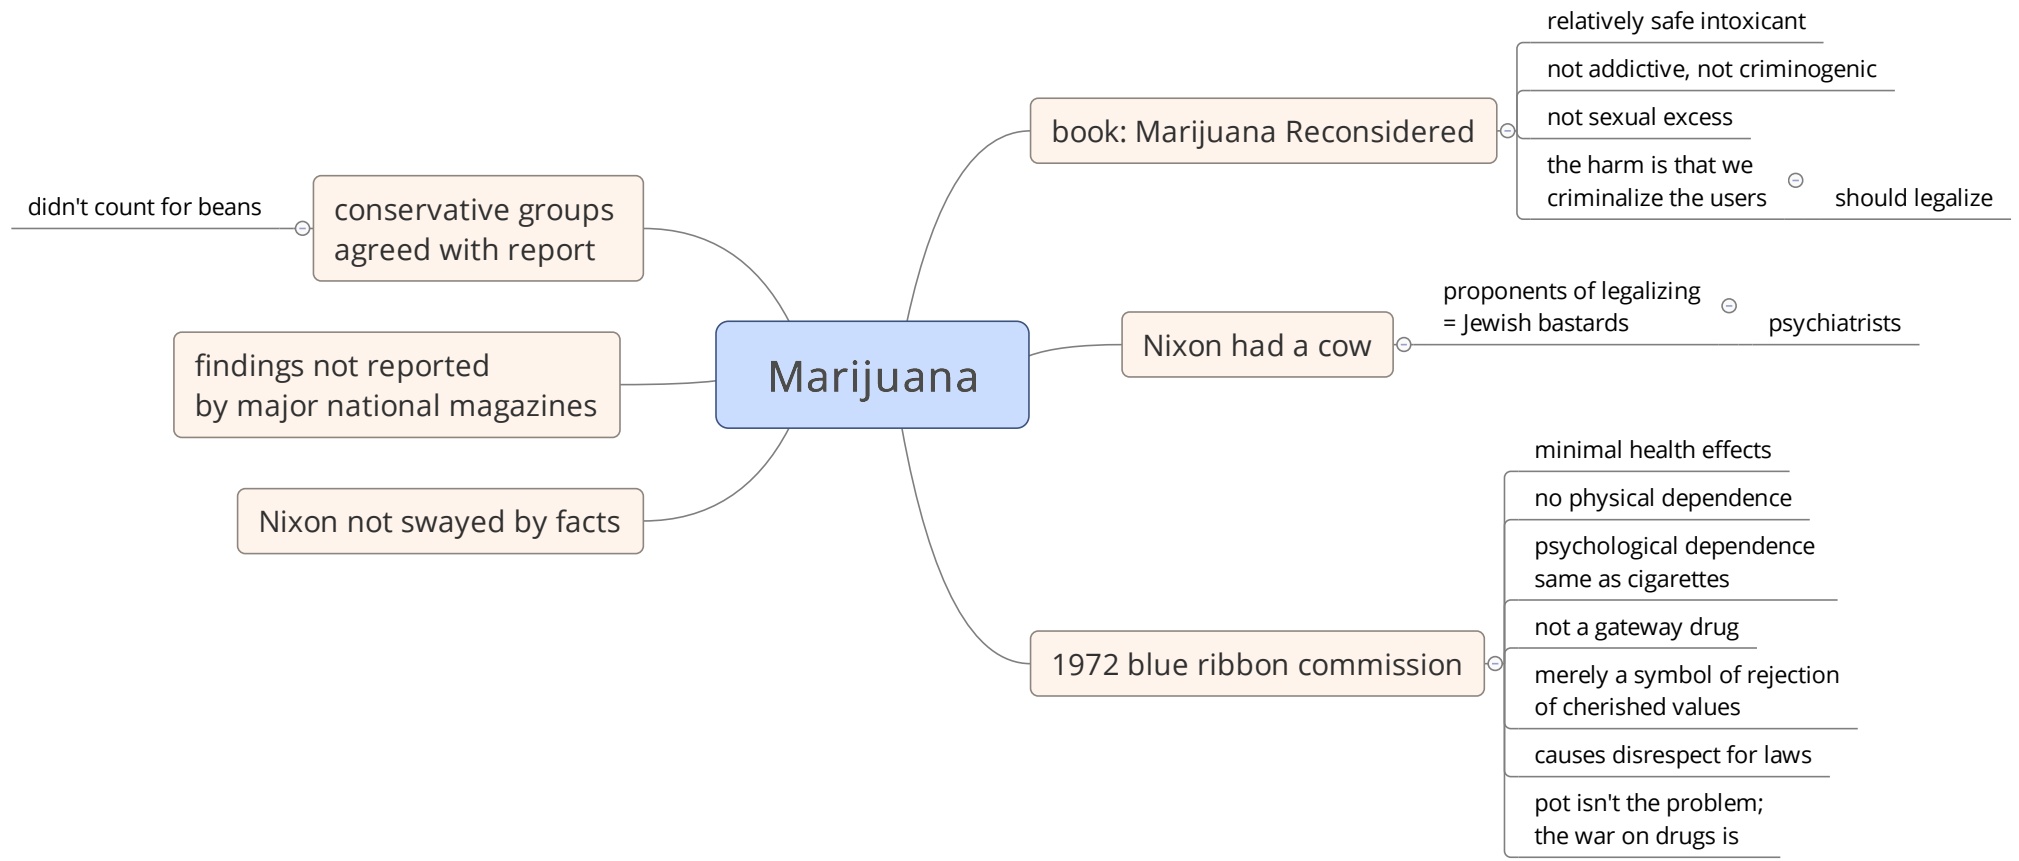 Marijuana
book: Marijuana Reconsidered
relatively safe intoxicant
not addictive, not criminogenic
not sexual excess
the harm is that we
criminalize the users
should legalize
Nixon had a cow
proponents of legalizing
= Jewish bastards
psychiatrists
1972 blue ribbon commission
minimal health effects
no physical dependence
psychological dependence
same as cigarettes
not a gateway drug
merely a symbol of rejection
of cherished values
causes disrespect for laws
pot isn't the problem;
the war on drugs is
conservative groups
agreed with report
didn't count for beans
findings not reported
by major national magazines
Nixon not swayed by facts